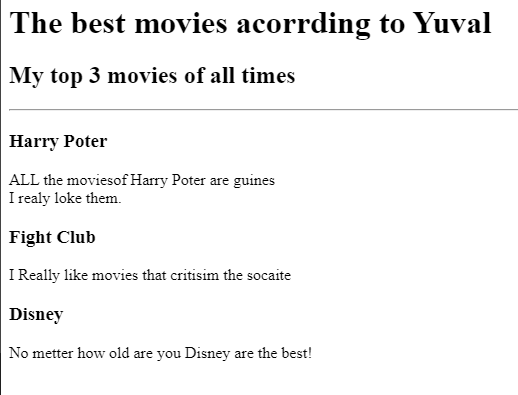 The best movies acorrding to Yuval
My top 3 movies of all times
Harry Poter
ALL the moviesof Harry Poter are guines
I realy loke them.
Fight Club
I Really like movies that critisim the socaite
Disney
No metter how old are you Disney are the best!